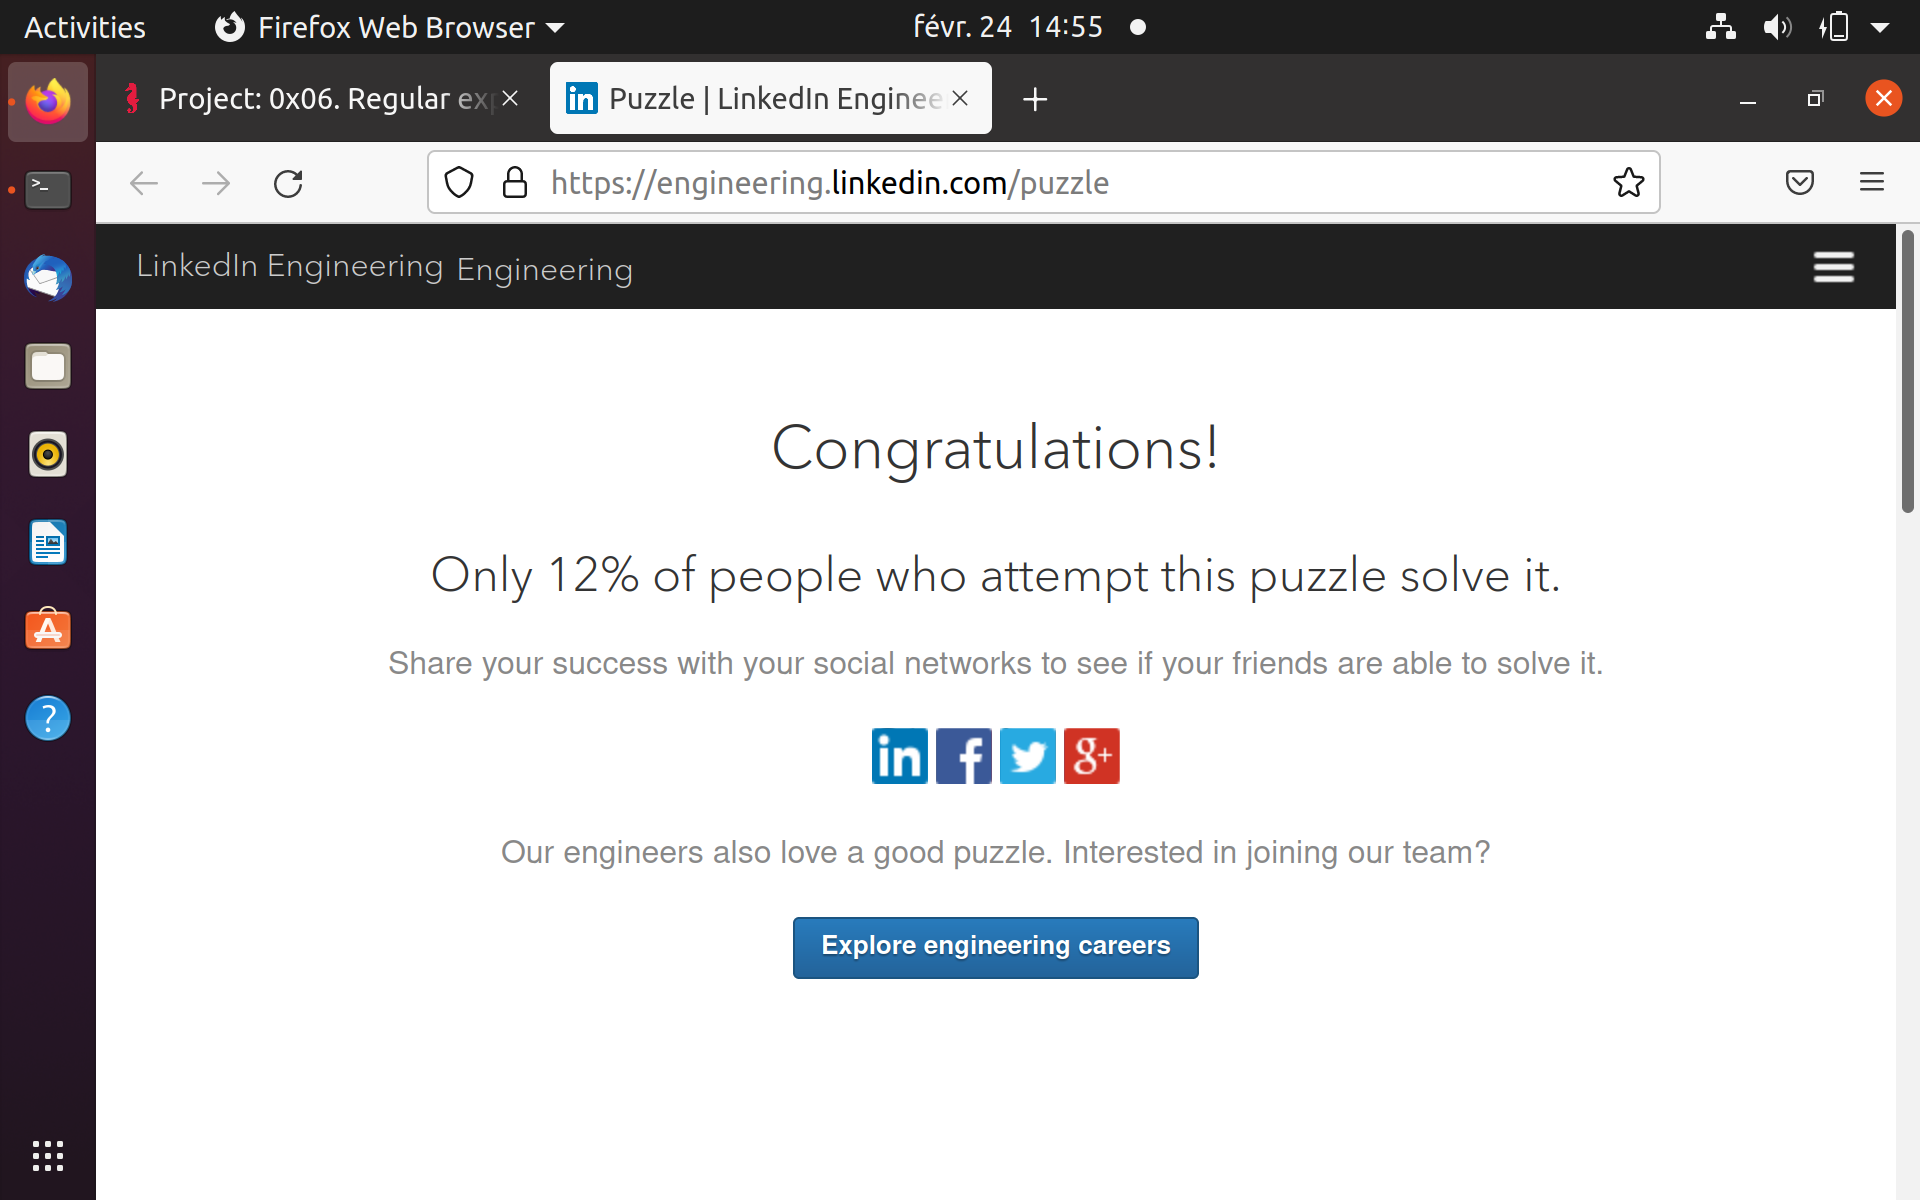 Activities
Firefox Web Browser
févr. 24 14:55
Project: 0x06. Regular exp
Puzzle | LinkedIn Enginee
https://engineering.linkedin.com/puzzle
LinkedIn Engineering Engineering
Congratulations!
Only 12% of people who attempt this puzzle solve it.
Share your success with your social networks to see if your friends are able to solve it.
in f g+
Our engineers also love a good puzzle. Interested in joining our team?
Explore engineering careers